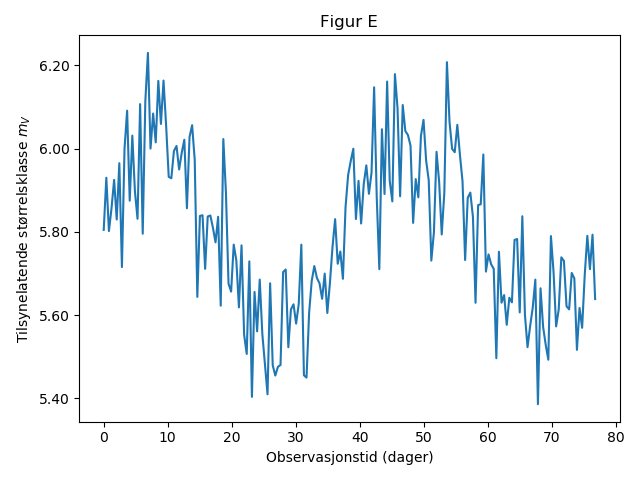 Figur E
Tilsynelatende størrelsklasse m_V
6.20
6.00
5.80
5.60
5.40
0 10 20 30 40 50 60 70 80
Observasjonstid (dager)